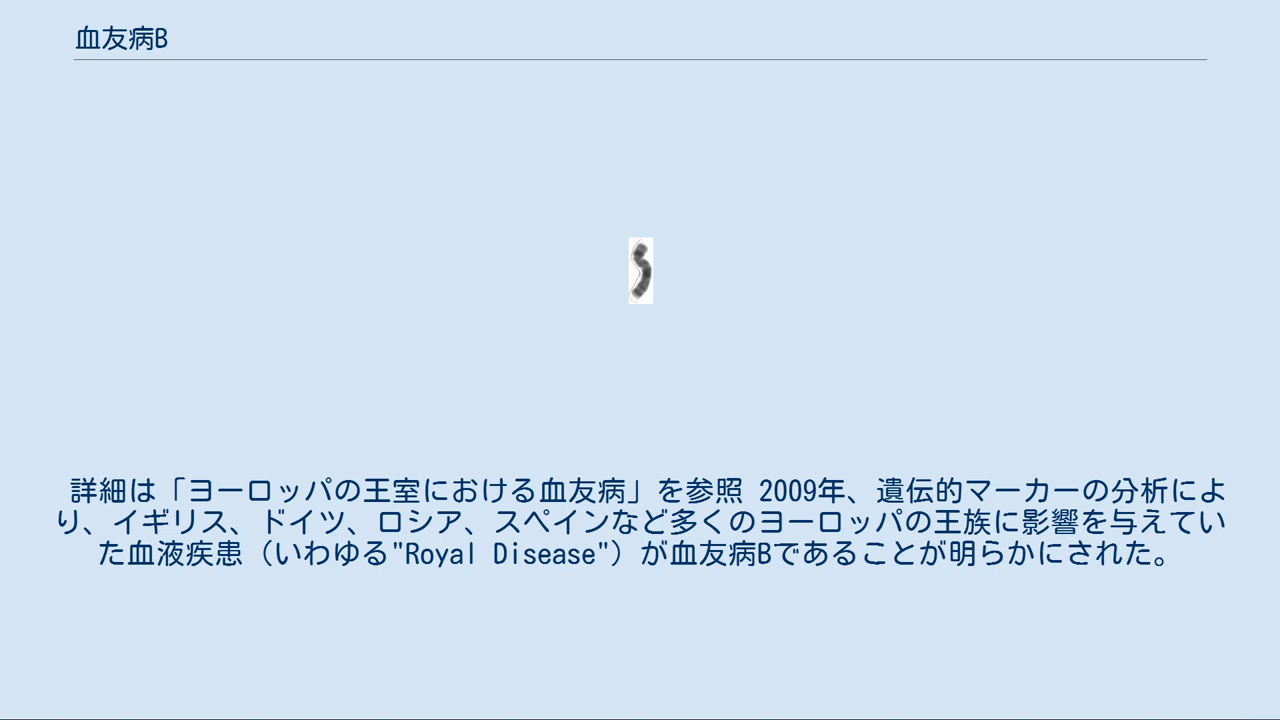 血友病B
詳細は「ヨーロッパの王室における血友病」を参照 2009年、遺伝的マーカーの分析によ
り、イギリス、ドイツ、ロシア、スペインなど多くのヨーロッパの王族に影響を与えてい
た血液疾患（いわゆる"Royal Disease"）が血友病Bであることが明らかにされた。